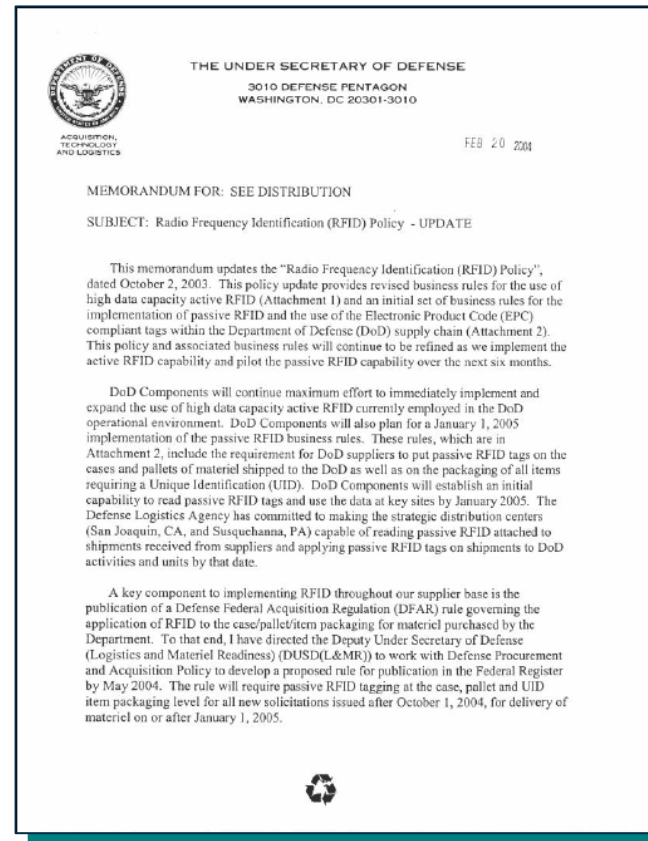 THE UNDER SECRETARY OF DEFENSE
3010 DEFENSE PENTAGON
WASHINGTON, DC 20301-3010
DEPARTMENT OF DEFENSE
UNITED STATES OF AMERICA
ACQUISITION,
TECHNOLOGY
AND LOGISTICS
FEB 20 2004
MEMORANDUM FOR: SEE DISTRIBUTION
SUBJECT: Radio Frequency Identification (RFID) Policy - UPDATE
This memorandum updates the “Radio Frequency Identification (RFID) Policy”,
dated October 2, 2003. This policy update provides revised business rules for the use of
high data capacity active RFID (Attachment 1) and an initial set of business rules for the
implementation of passive RFID and the use of the Electronic Product Code (EPC)
compliant tags within the Department of Defense (DoD) supply chain (Attachment 2).
This policy and associated business rules will continue to be refined as we implement the
active RFID capability and pilot the passive RFID capability over the next six months.
DoD Components will continue maximum effort to immediately implement and
expand the use of high data capacity active RFID currently employed in the DoD
operational environment. DoD Components will also plan for a January 1, 2005
implementation of the passive RFID business rules. These rules, which are in
Attachment 2, include the requirement for DoD suppliers to put passive RFID tags on the
cases and pallets of materiel shipped to the DoD as well as on the packaging of all items
requiring a Unique Identification (UID). DoD Components will establish an initial
capability to read passive RFID tags and use the data at key sites by January 2005. The
Defense Logistics Agency has committed to making the strategic distribution centers
(San Joaquin, CA, and Susquehanna, PA) capable of reading passive RFID attached to
shipments received from suppliers and applying passive RFID tags on shipments to DoD
activities and units by that date.
A key component to implementing RFID throughout our supplier base is the
publication of a Defense Federal Acquisition Regulation (DFAR) rule governing the
application of RFID to the case/pallet/item packaging for materiel purchased by the
Department. To that end, I have directed the Deputy Under Secretary of Defense
(Logistics and Materiel Readiness) (DUSD(L&MR)) to work with Defense Procurement
and Acquisition Policy to develop a proposed rule for publication in the Federal Register
by May 2004. The rule will require passive RFID tagging at the case, pallet and UID
item packaging level for all new solicitations issued after October 1, 2004, for delivery of
materiel on or after January 1, 2005.